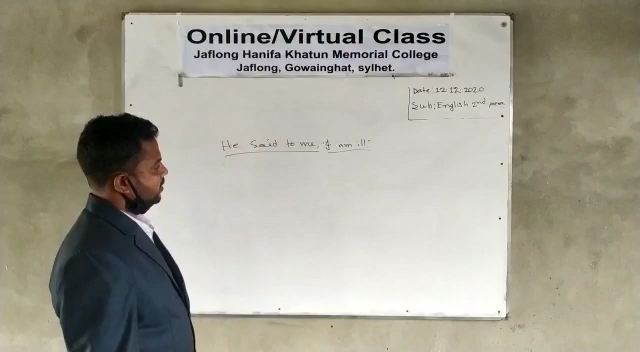 Online/Virtual Class
Jaflong Hanifa Khatun Memorial College
Jaflong, Gowainghat, sylhet.
Date 12.12.2020
Sub; English 2nd paper
He Said to me, "I am ill"